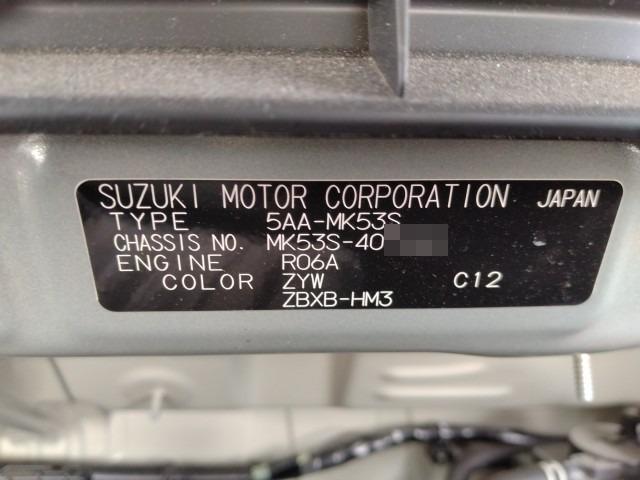 SUZUKI MOTOR CORPORATION JAPAN
TYPE 5AA-MK53S
CHASSIS NO. MK53S-40
ENGINE R06A
COLOR ZYW C12
ZBXB-HM3